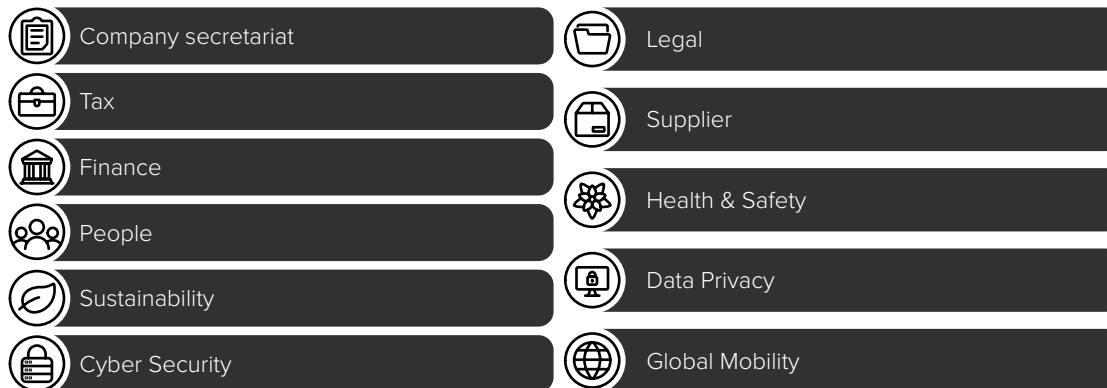 Company secretariat
Tax
Finance
People
Sustainability
Cyber Security
Legal
Supplier
Health & Safety
Data Privacy
Global Mobility